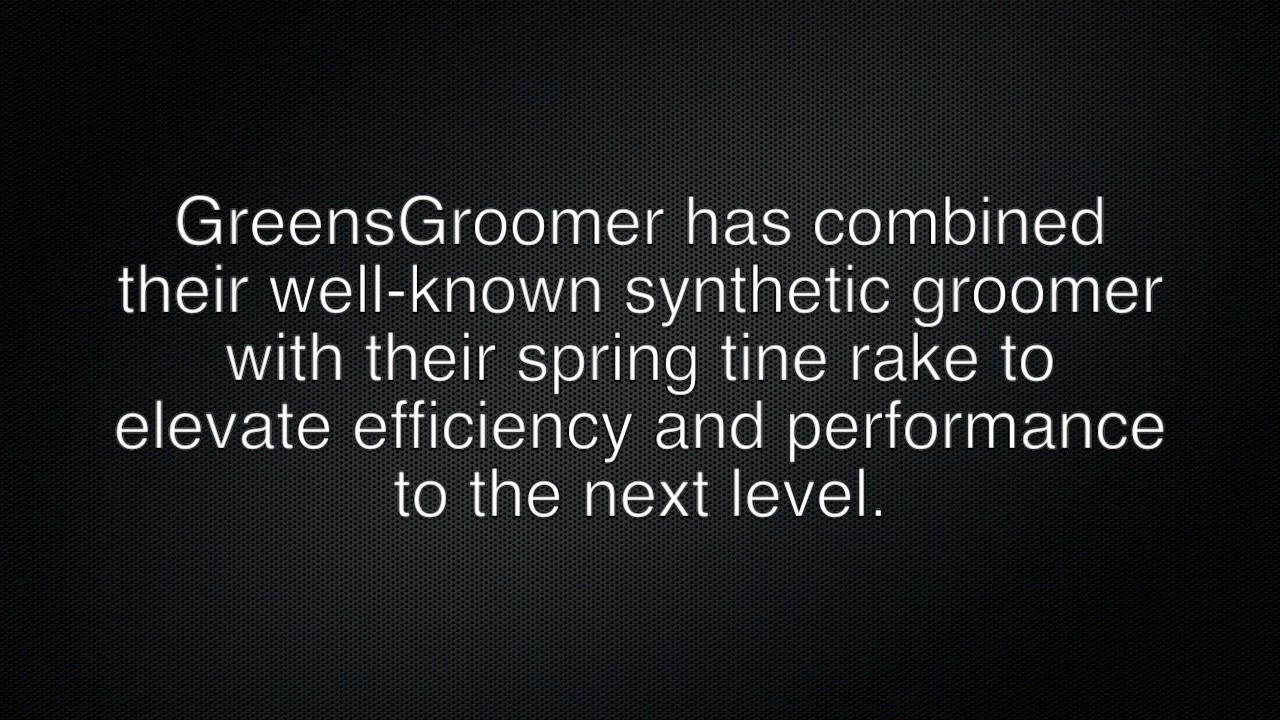 GreensGroomer has combined
their well-known synthetic groomer
with their spring tine rake to
elevate efficiency and performance
to the next level.